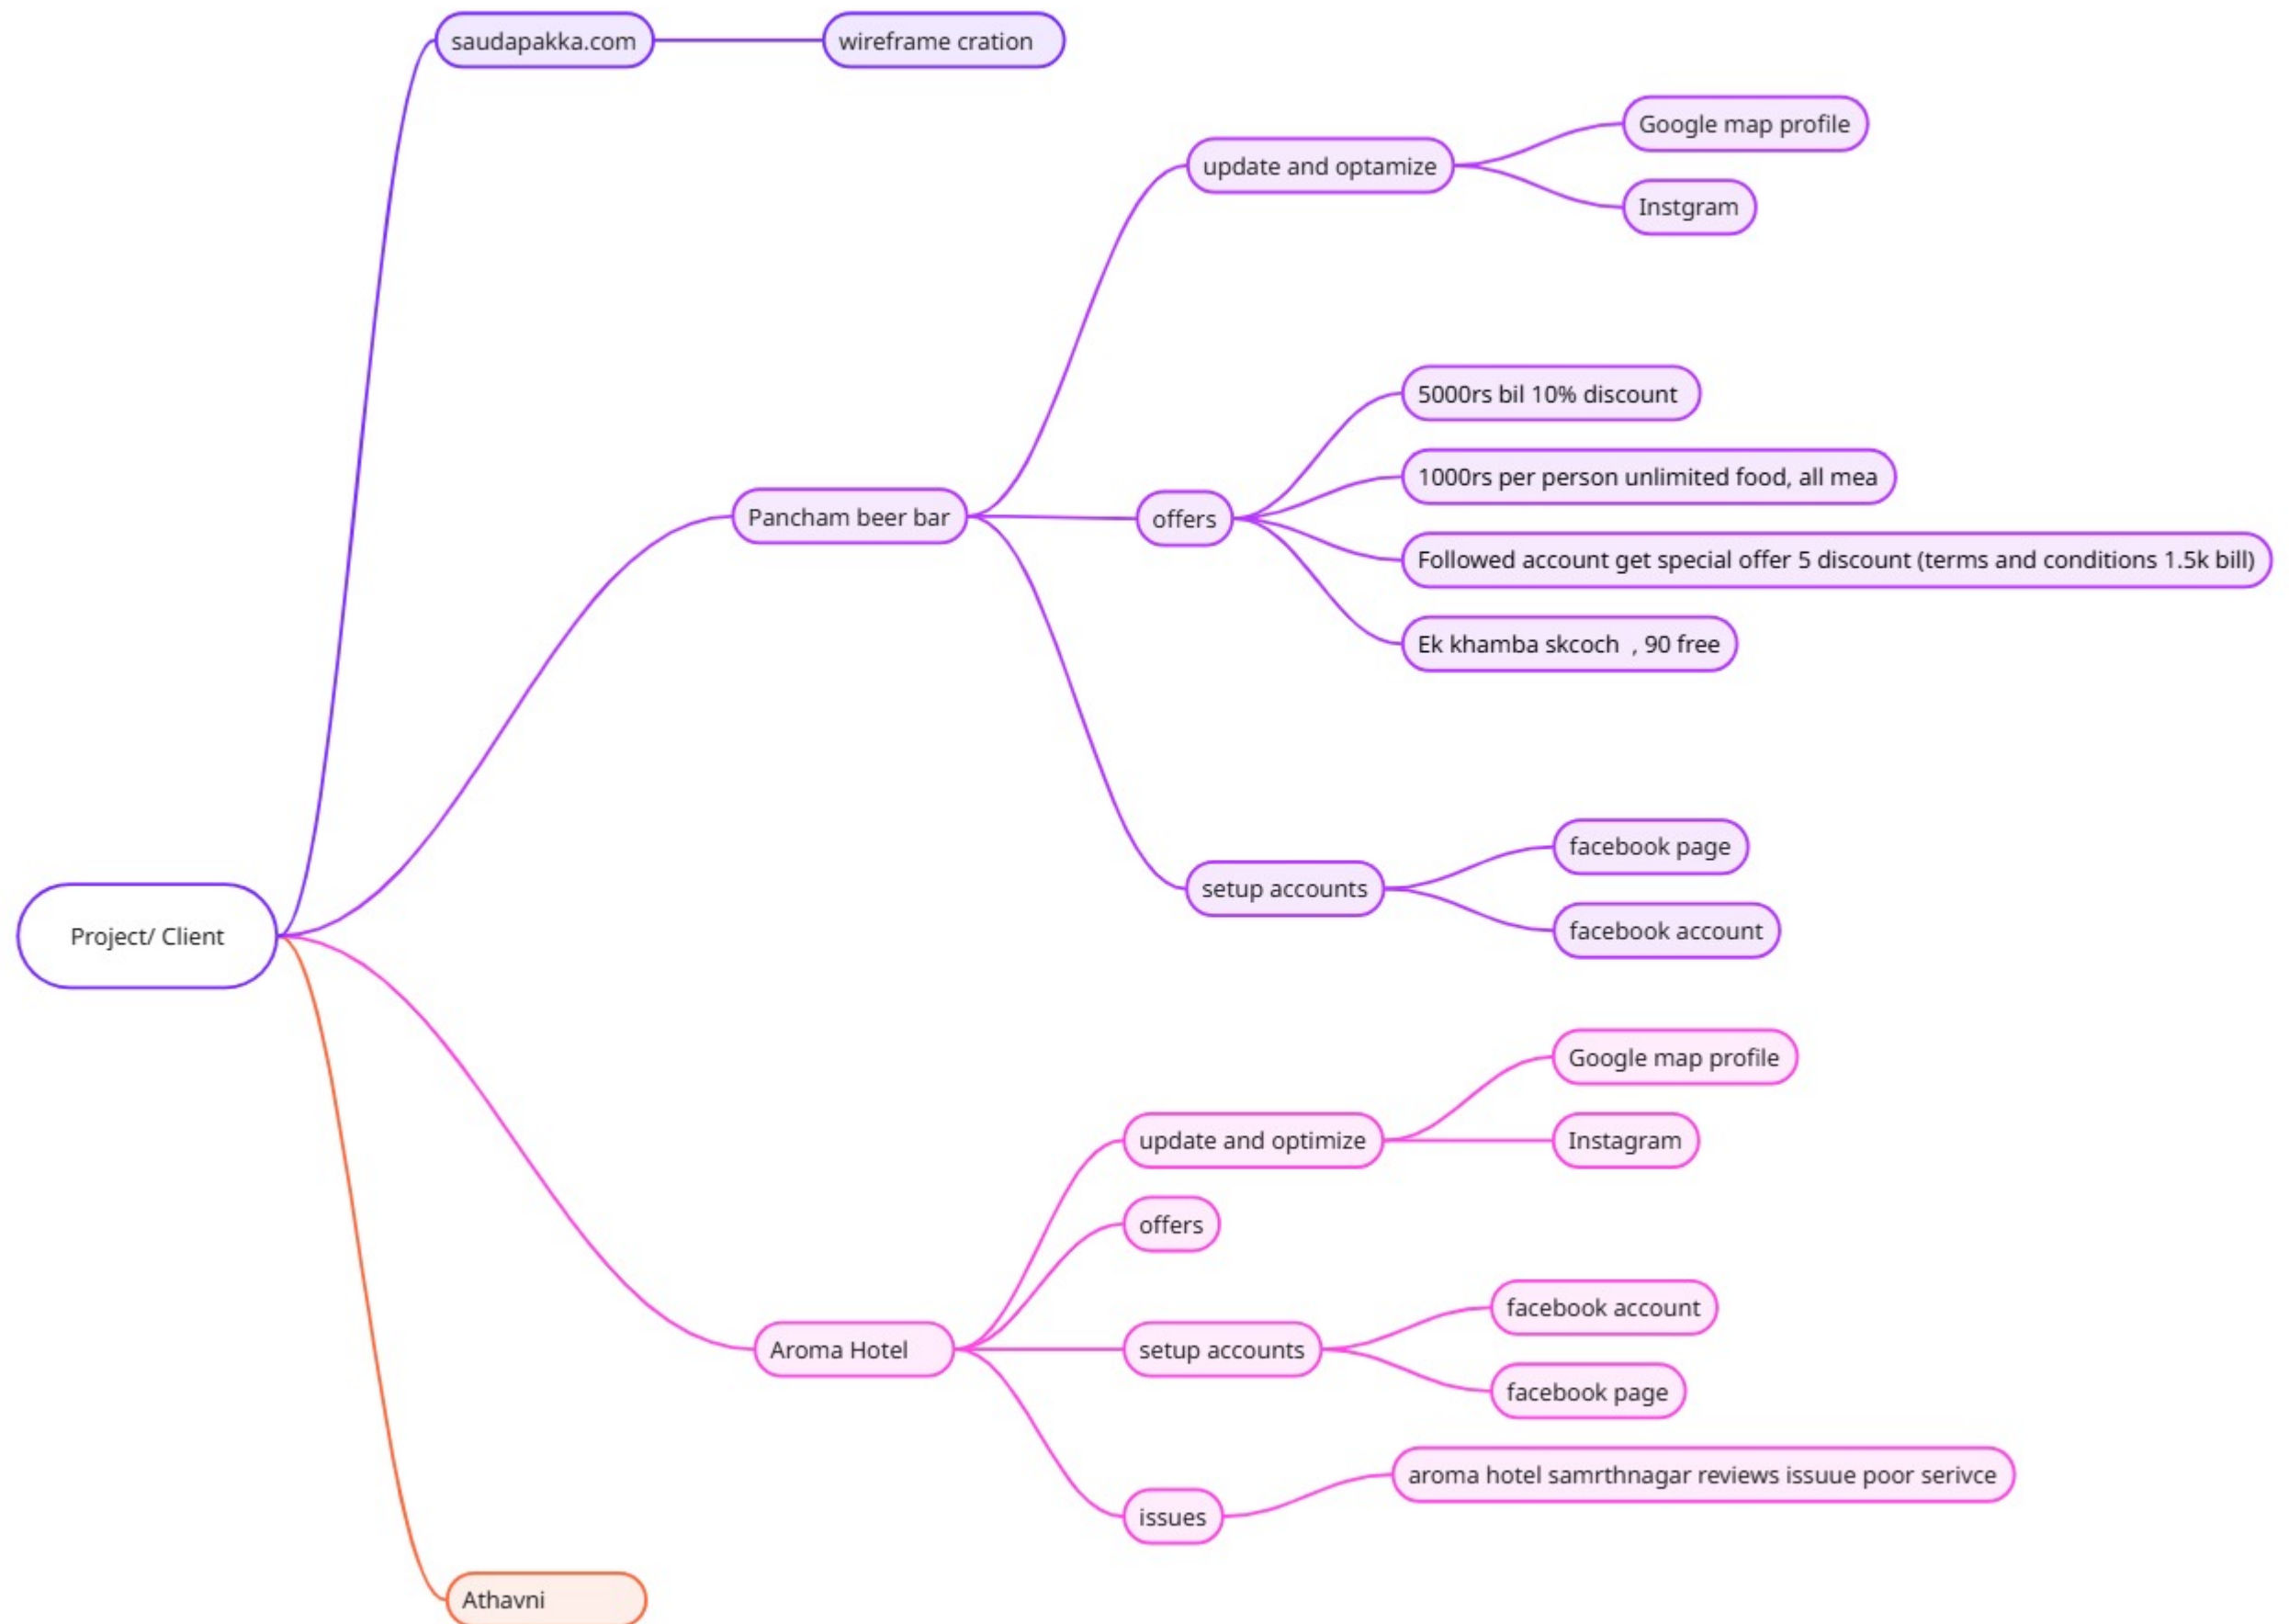 saudapakka.com
wireframe cration
Google map profile
update and optamize
Instgram
5000rs bil 10% discount
1000rs per person unlimited food, all mea
Pancham beer bar
offers
Followed account get special offer 5 discount (terms and conditions 1.5k bill)
Ek khamba skcoch , 90 free
facebook page
setup accounts
facebook account
Project/ Client
Google map profile
update and optimize
Instagram
offers
facebook account
Aroma Hotel
setup accounts
facebook page
aroma hotel samrthnagar reviews issuue poor serivce
issues
Athavni